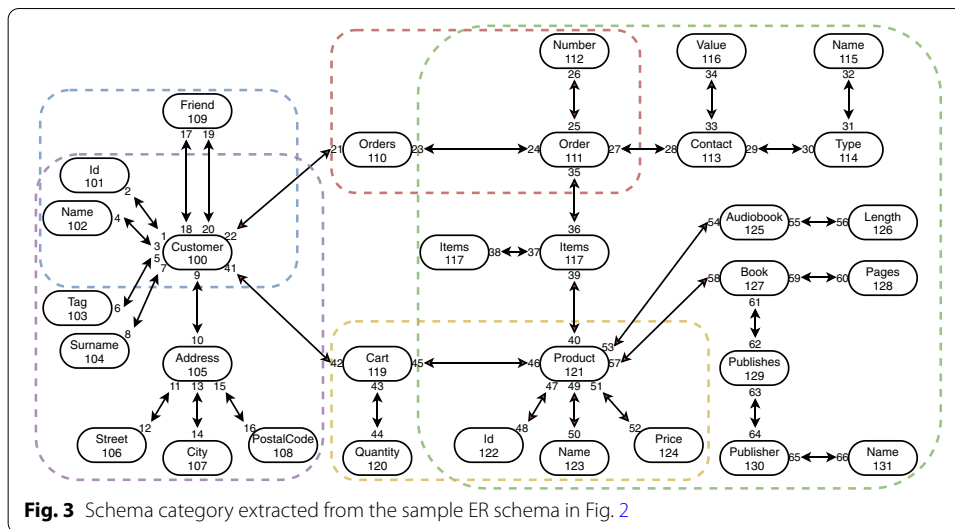 Number
112
Value
116
Name
115
26
34
32
Friend
109
17 19
25
33
31
21
Orders
110
23
24
Order
111
27
28
Contact
113
29
30
Type
114
35
Id
101
2
Name
102
4
1
3
5
7
18 20
22
Customer
100
41
9
36
Items
117
38
37
Items
117
39
54
Audiobook
125
55
56
Length
126
58
Book
127
59
60
Pages
128
61
Tag
103
6
Surname
104
8
10
Address
105
11 13 15
40
53
42
Cart
119
45
46
Product
121
57
43
47 49 51
62
Publishes
129
63
12
14
16
Street
106
City
107
PostalCode
108
44
Quantity
120
48
50
52
Id
122
Name
123
Price
124
64
Publisher
130
65
66
Name
131
Fig. 3 Schema category extracted from the sample ER schema in Fig. 2